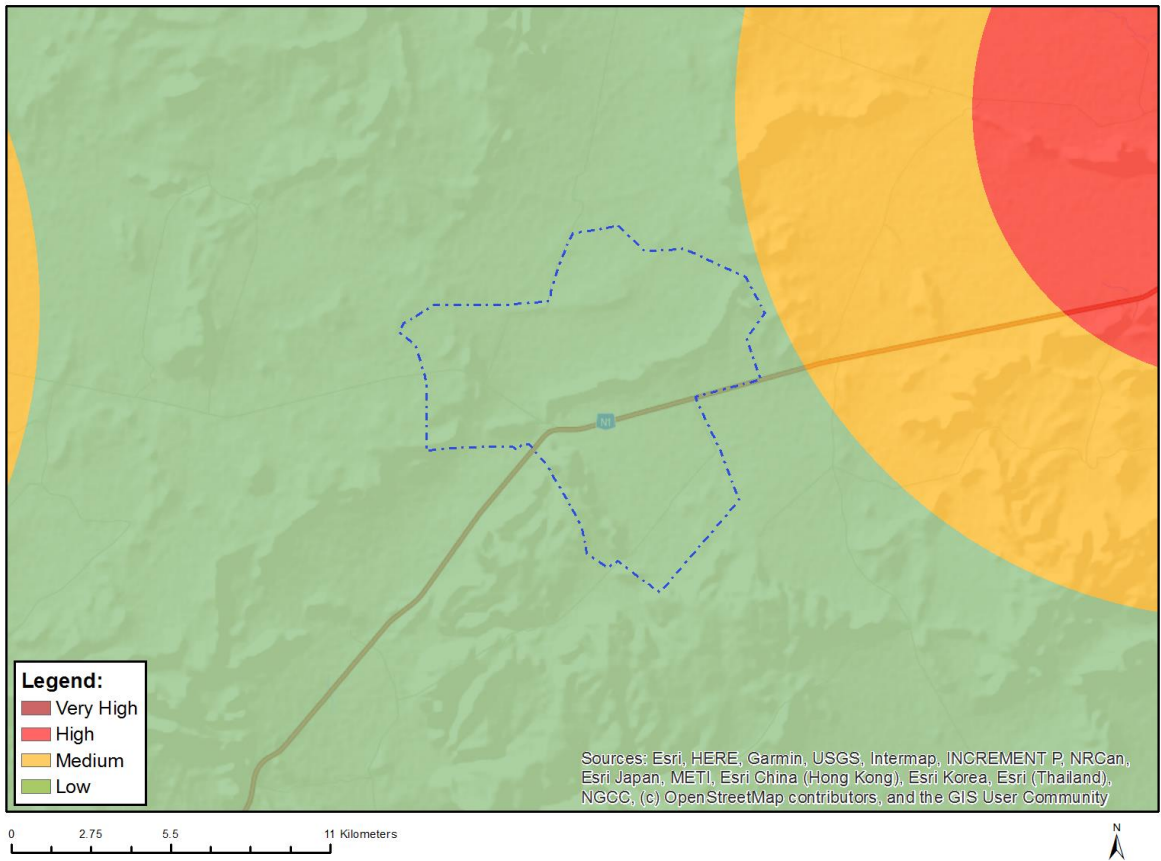 N1
Legend:
Very High
High
Medium
Low
Sources: Esri, HERE, Garmin, USGS, Intermap, INCREMENT P, NRCan,
Esri Japan, METI, Esri China (Hong Kong), Esri Korea, Esri (Thailand),
NGCC, (c) OpenStreetMap contributors, and the GIS User Community
0 2.75 5.5 11 Kilometers
N